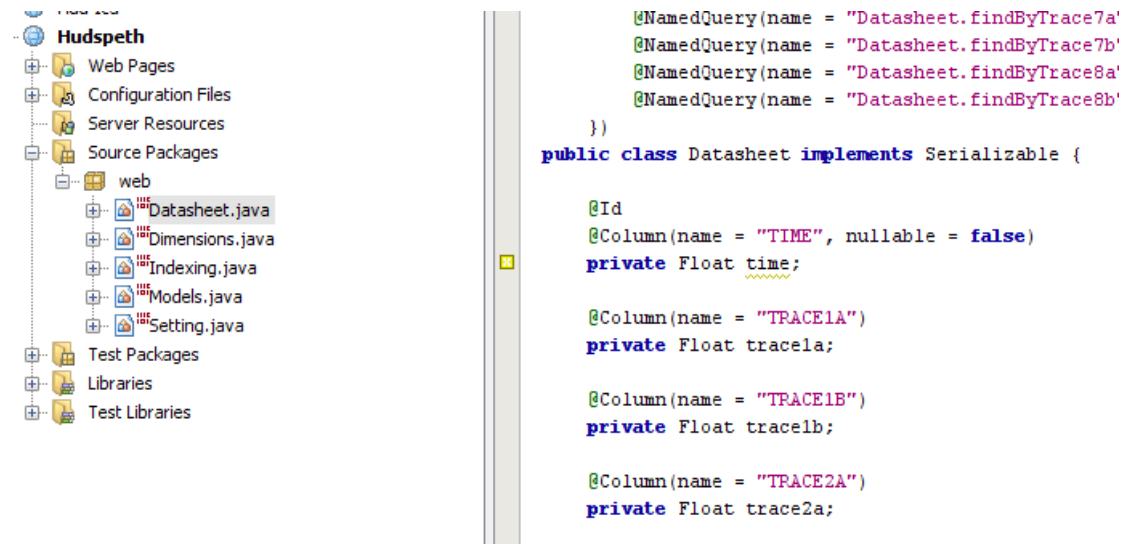 Hudspeth
Web Pages
Configuration Files
Server Resources
Source Packages
web
Datasheet.java
Dimensions.java
Indexing.java
Models.java
Setting.java
Test Packages
Libraries
Test Libraries
@NamedQuery(name = "Datasheet.findByTrace7a"
@NamedQuery(name = "Datasheet.findByTrace7b"
@NamedQuery(name = "Datasheet.findByTrace8a"
@NamedQuery(name = "Datasheet.findByTrace8b"
})
public class Datasheet implements Serializable {
@Id
@Column(name = "TIME", nullable = false)
private Float time;
@Column(name = "TRACE1A")
private Float trace1a;
@Column(name = "TRACE1B")
private Float trace1b;
@Column(name = "TRACE2A")
private Float trace2a;